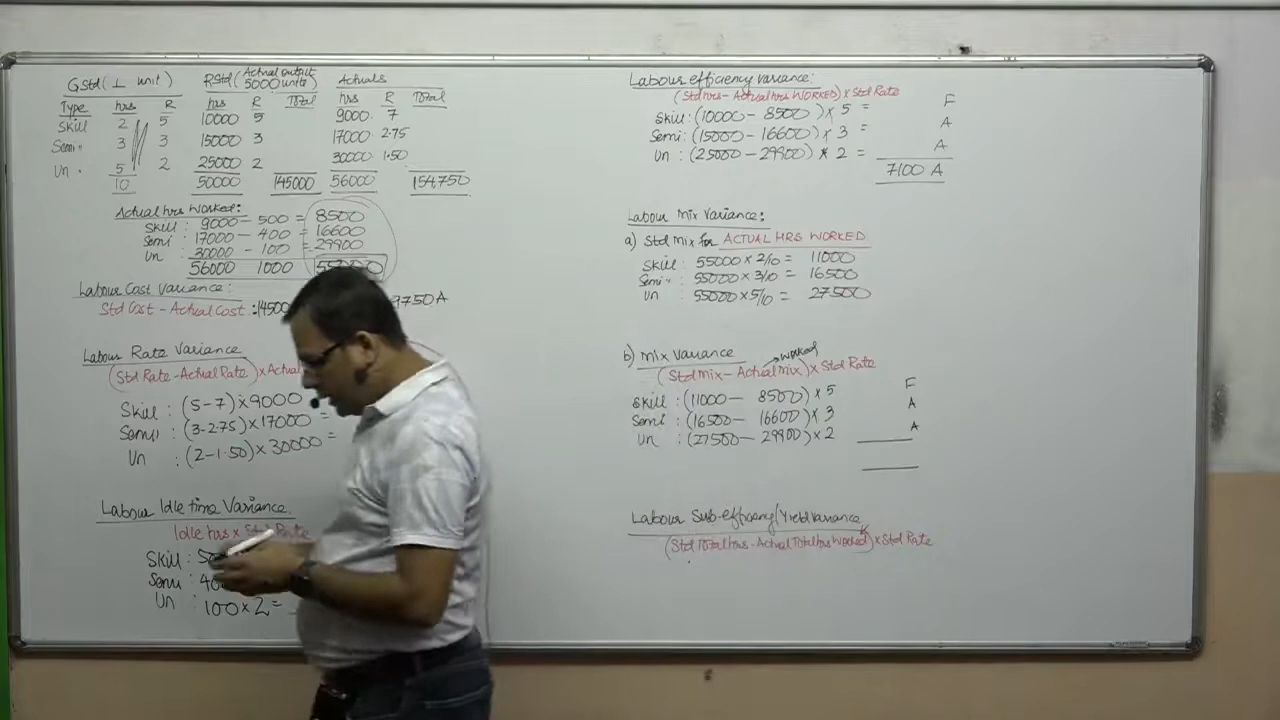 GStd (1 unit) RStd (Actual output 5000 units) Actuals
Type hrs R hrs R Total hrs R Total
Skill 2 5 10000 5 9000 7
Semi " 3 3 15000 3 17000 2.75
Un " 5 2 25000 2 30000 1.50
10 50000 145000 56000 154750
Actual hrs Worked:
Skill : 9000 - 500 = 8500
Semi : 17000 - 400 = 16600
Un : 30000 - 100 = 29900
56000 1000 55000
Labour Cost Variance :
Std Cost - Actual Cost : 14500 9750 A
Labour Rate Variance
(Std Rate - Actual Rate) x Actual
Skill : (5-7) x 9000
Semi : (3-2.75) x 17000 =
Un : (2-1.50) x 30000 =
Labour Idle time Variance
Idle hrs x Std Rate
Skill : 50
Semi : 40
Un : 100 x 2 =
Labour efficiency variance:
(Std hrs - Actual hrs WORKED) x Std Rate
Skill : (10000 - 8500) x 5 = F
Semi : (15000 - 16600) x 3 = A
Un : (25000 - 29900) x 2 = A
7100 A
Labour Mix Variance:
a) Std Mix for ACTUAL HRS WORKED
Skill : 55000 x 2/10 = 11000
Semi : 55000 x 3/10 = 16500
Un : 55000 x 5/10 = 27500
b) Mix Variance
(Std Mix - Actual Mix) x Std Rate → WORKED
Skill : (11000 - 8500) x 5 F
Semi : (16500 - 16600) x 3 A
Un : (27500 - 29900) x 2 A
Labour Sub-efficiency/Yield Variance
(Std Total hrs - Actual Total hrs Worked) x Std Rate